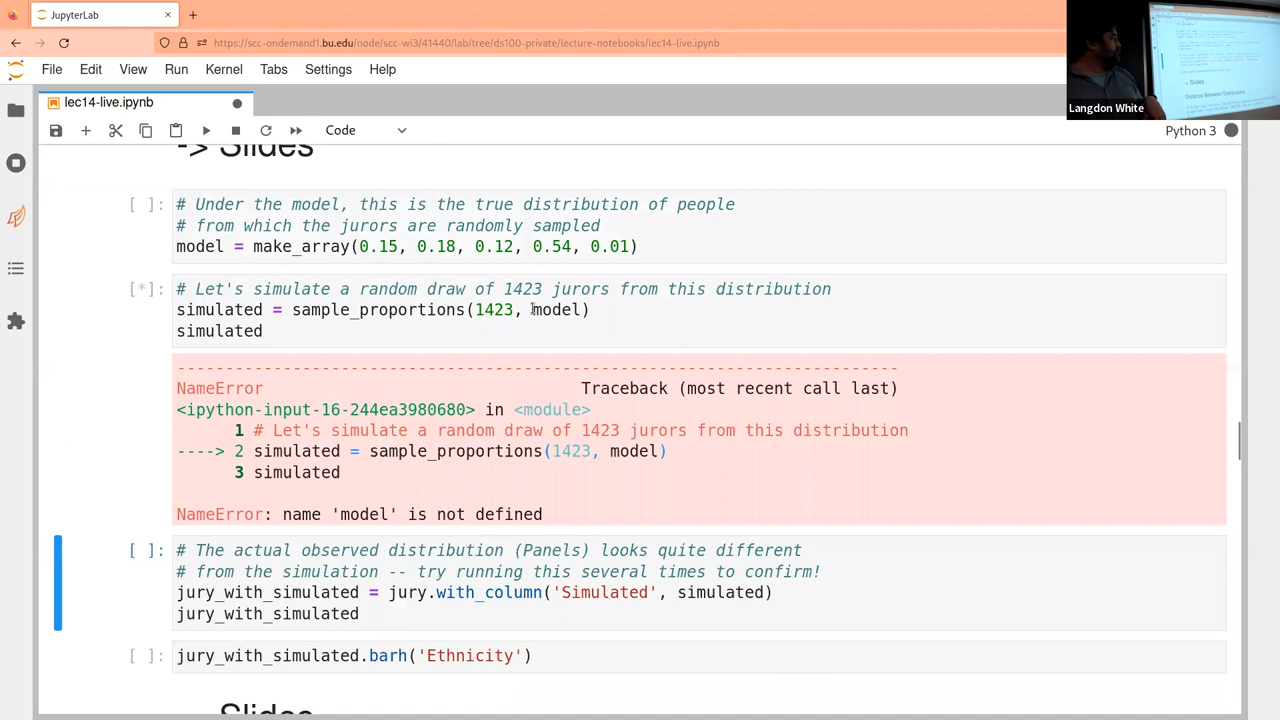 JupyterLab
https://scc-ondemand1.bu.edu/node/scc-wi3/41440/lab/tree/ds100-private/lecture-notebooks/lec14-live.ipynb
File Edit View Run Kernel Tabs Settings Help
lec14-live.ipynb
Code
Python 3
Langdon White
-> Slides
Distance Between Distributions
-> Slides
[ ]: # Under the model, this is the true distribution of people
# from which the jurors are randomly sampled
model = make_array(0.15, 0.18, 0.12, 0.54, 0.01)
[*]: # Let's simulate a random draw of 1423 jurors from this distribution
simulated = sample_proportions(1423, model)
simulated
---------------------------------------------------------------------------
NameError Traceback (most recent call last)
<ipython-input-16-244ea3980680> in <module>
1 # Let's simulate a random draw of 1423 jurors from this distribution
----> 2 simulated = sample_proportions(1423, model)
3 simulated
NameError: name 'model' is not defined
[ ]: # The actual observed distribution (Panels) looks quite different
# from the simulation -- try running this several times to confirm!
jury_with_simulated = jury.with_column('Simulated', simulated)
jury_with_simulated
[ ]: jury_with_simulated.barh('Ethnicity')
Slides